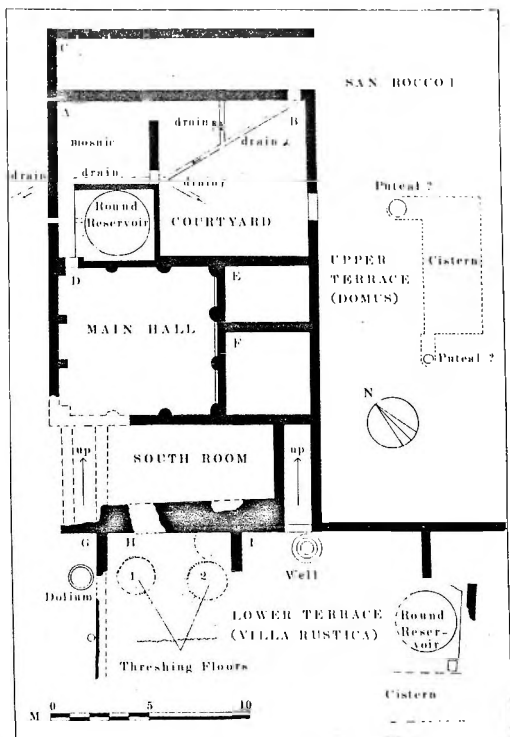 C
SAN ROCCO I
A
B
drain
mosaic
drain
drain
drain
drain
Puteal ?
Round
Reservoir
COURTYARD
UPPER
TERRACE
(DOMUS)
Cistern
D
E
MAIN HALL
F
Puteal ?
N
up
SOUTH ROOM
up
G
H
I
1
2
Well
Dolium
LOWER TERRACE
(VILLA RUSTICA)
Round
Reser-
voir
Threshing Floors
Cistern
0
5
10
M